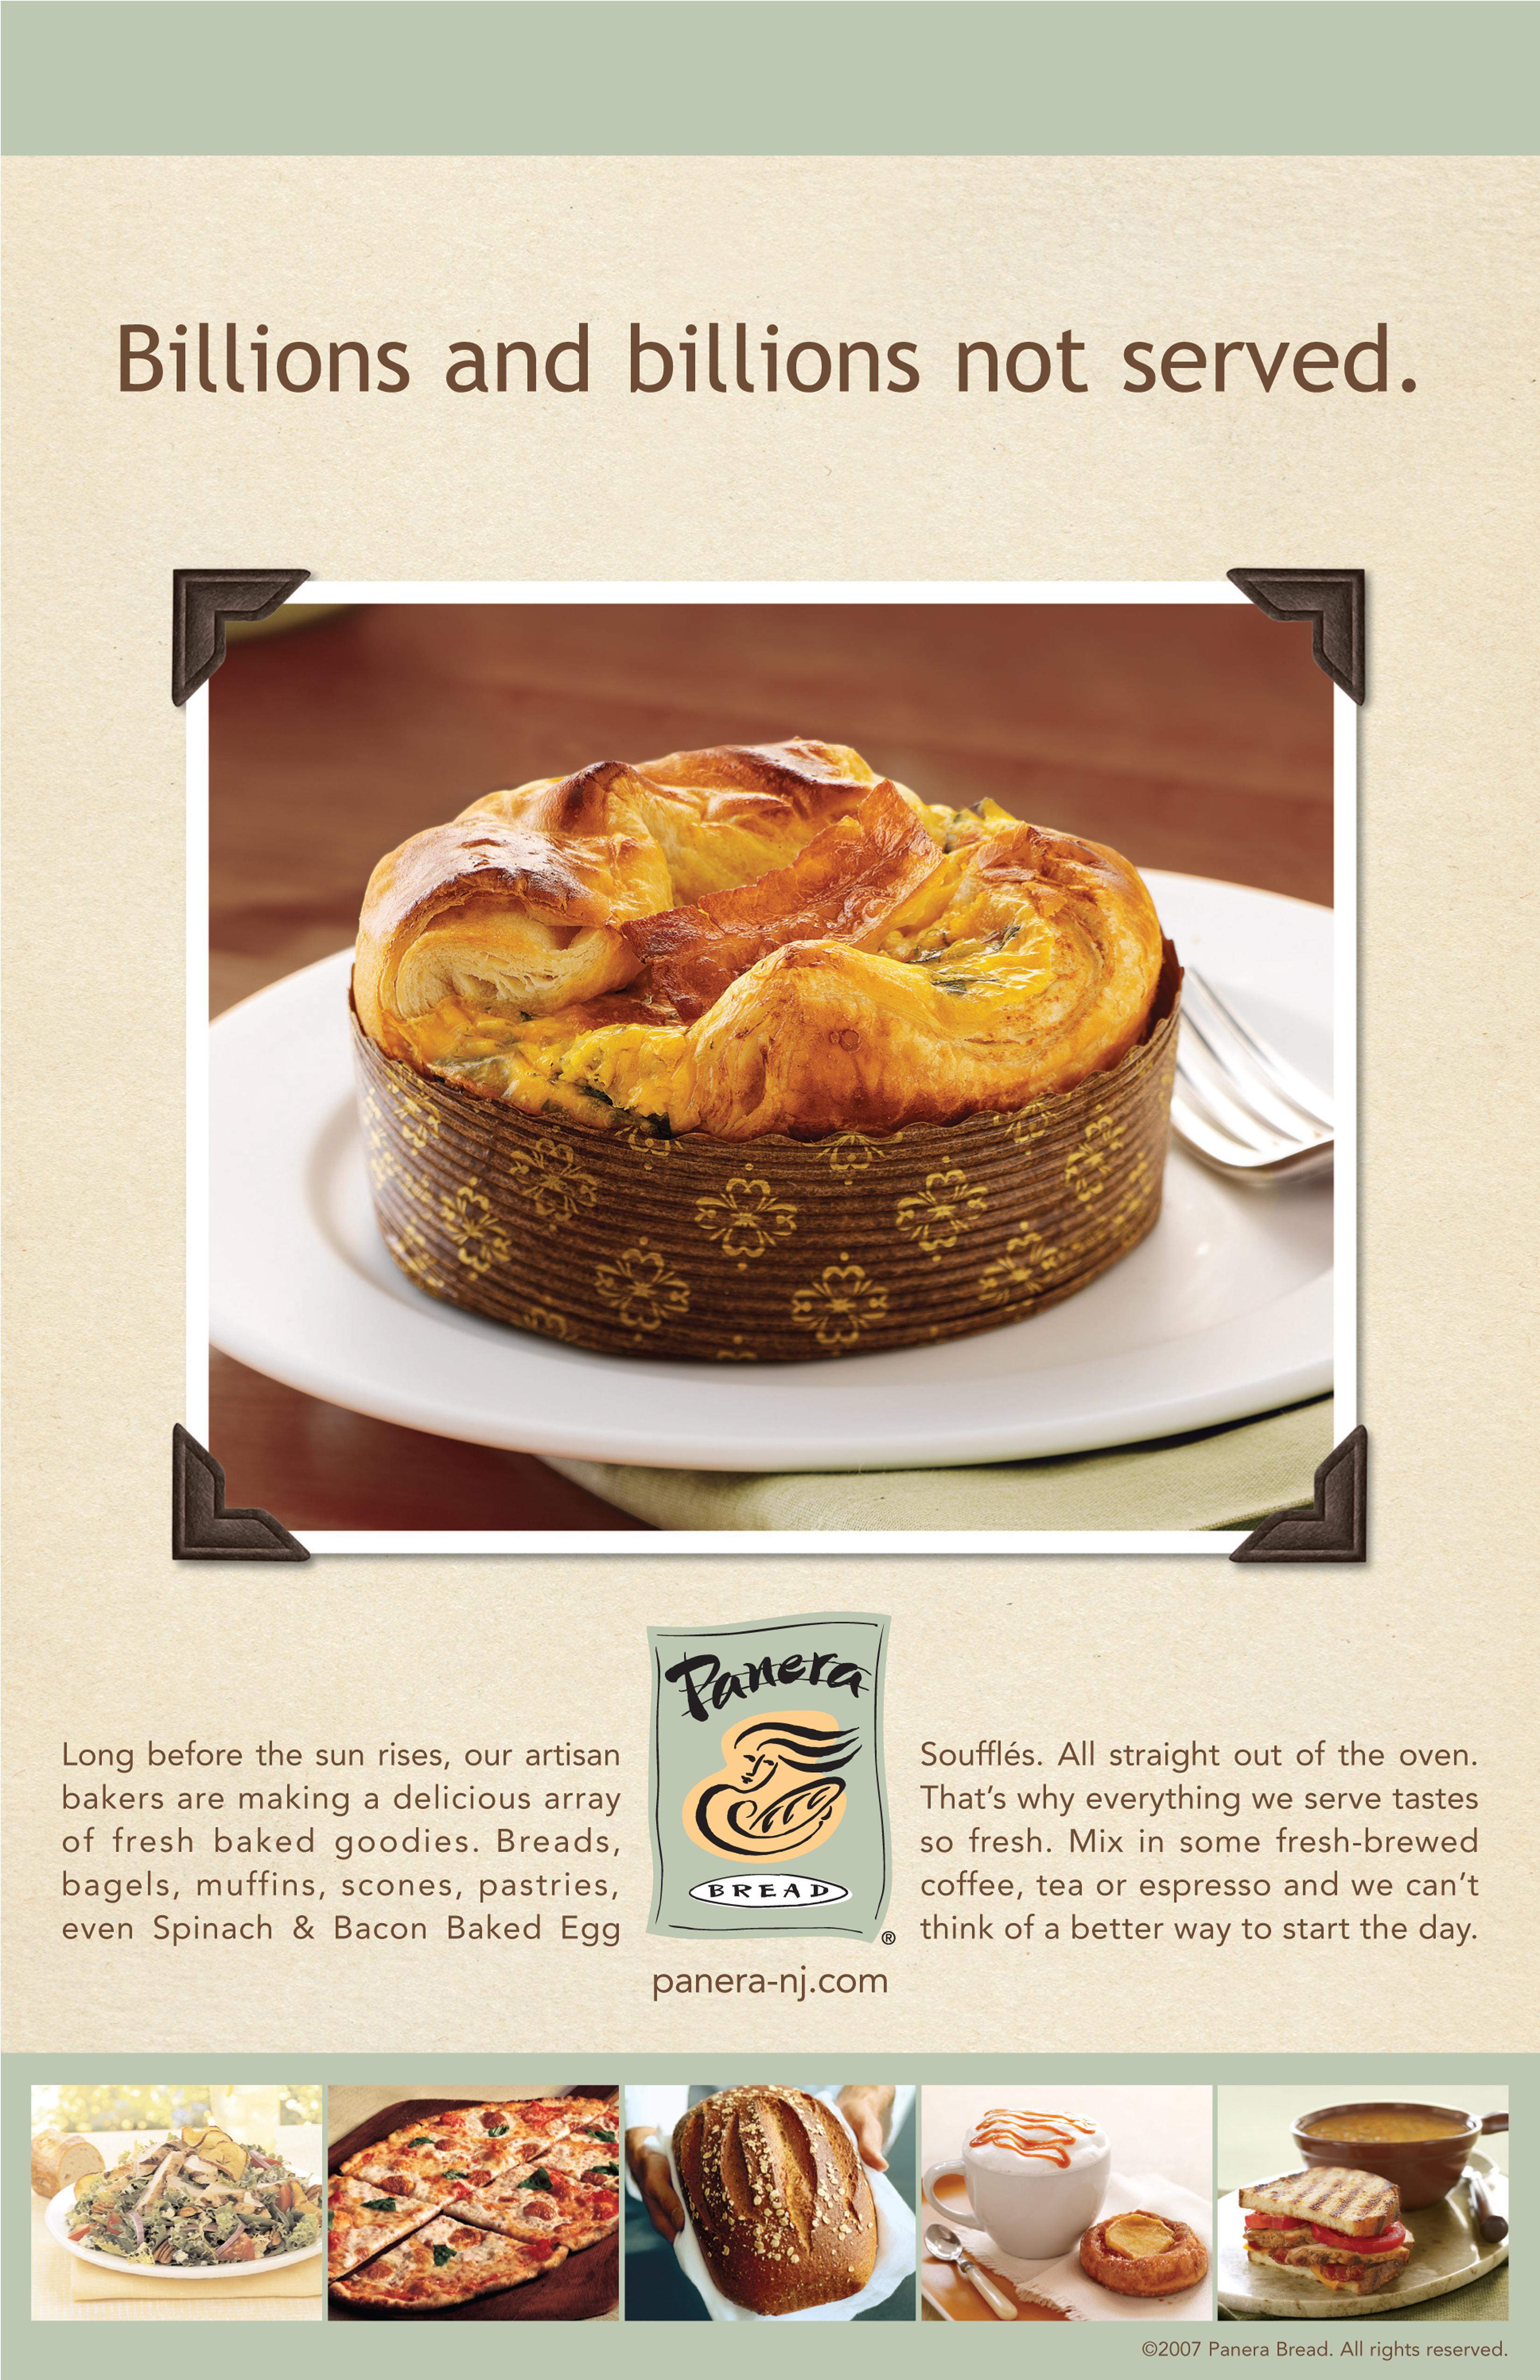 Billions and billions not served.
Long before the sun rises, our artisan
bakers are making a delicious array
of fresh baked goodies. Breads,
bagels, muffins, scones, pastries,
even Spinach & Bacon Baked Egg
Panera
BREAD
®
panera-nj.com
Soufflés. All straight out of the oven.
That's why everything we serve tastes
so fresh. Mix in some fresh-brewed
coffee, tea or espresso and we can't
think of a better way to start the day.
©2007 Panera Bread. All rights reserved.